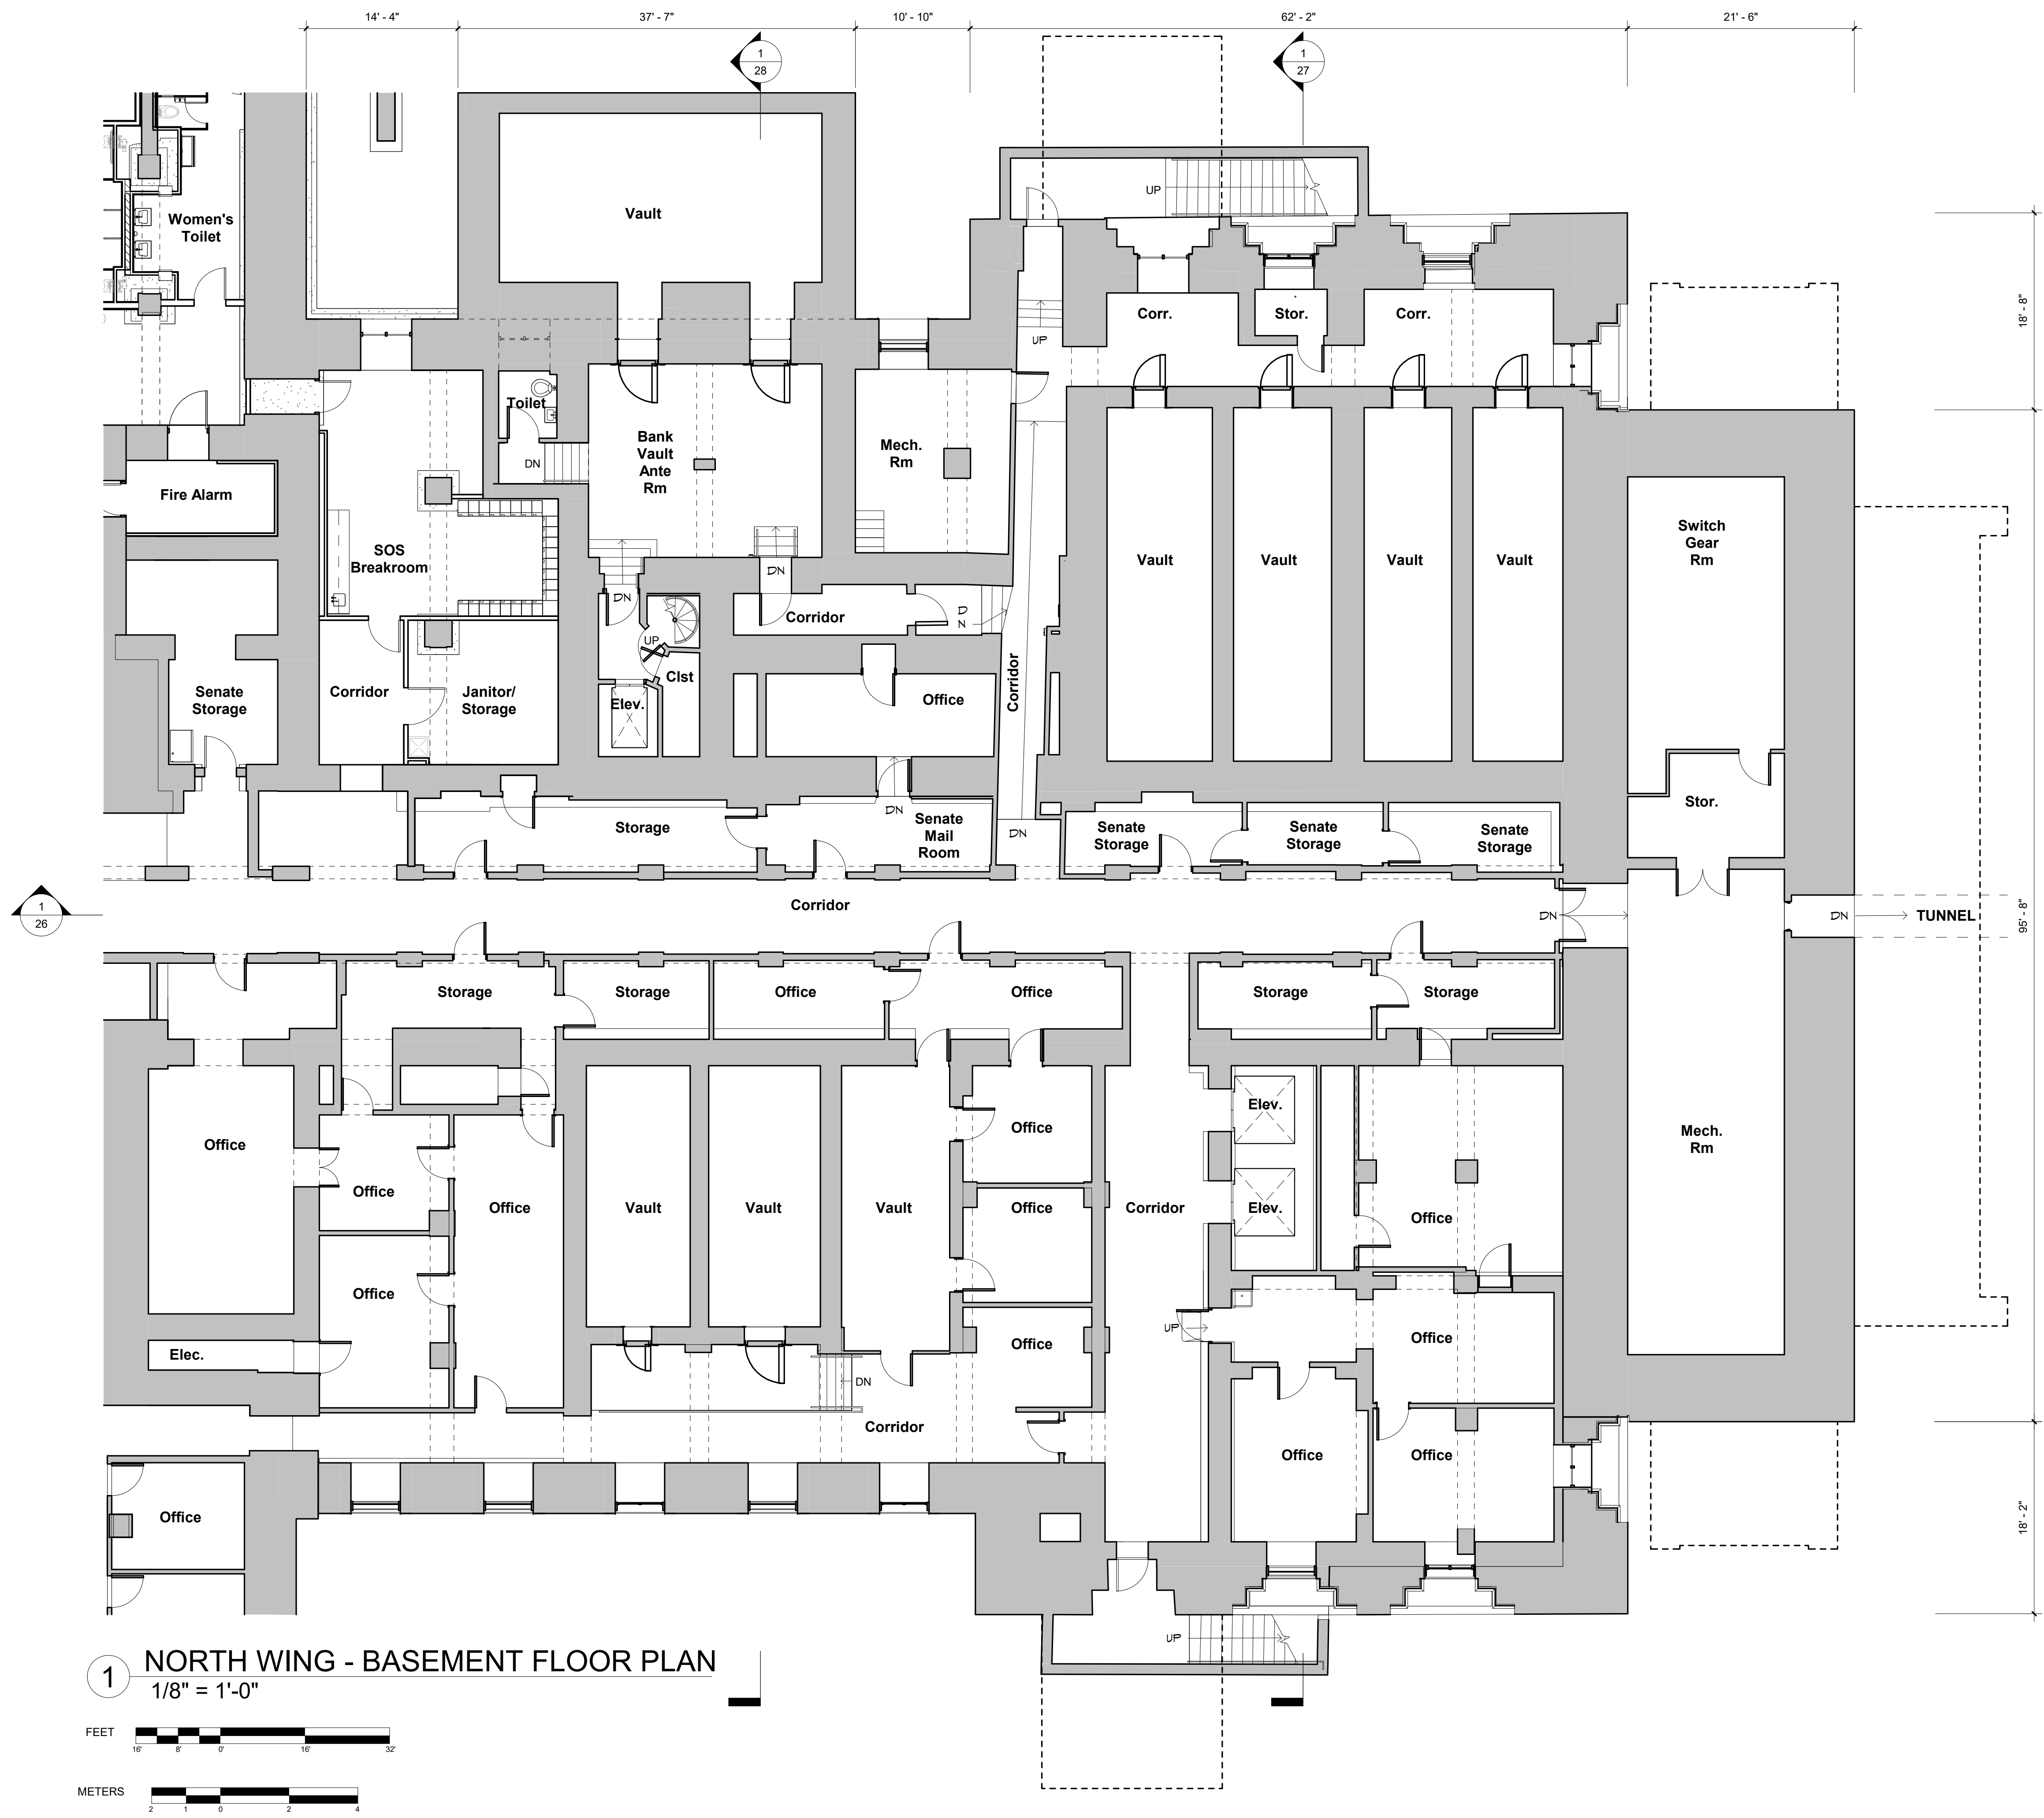 14' - 4"
37' - 7"
10' - 10"
62' - 2"
21' - 6"
1
28
1
27
Women's
Toilet
Vault
UP
18' - 8"
Corr.
Stor.
Corr.
UP
Toilet
Bank
Vault
Ante
Rm
Mech.
Rm
DN
Fire Alarm
SOS
Breakroom
Vault
Vault
Vault
Vault
Switch
Gear
Rm
DN
DN
Corridor
D
N
UP
Clst
Senate
Storage
Corridor
Janitor/
Storage
Elev.
Office
Corridor
DN
Storage
Senate
Mail
Room
DN
Senate
Storage
Senate
Storage
Senate
Storage
Stor.
1
26
Corridor
DN
DN
TUNNEL
95' - 8"
Storage
Storage
Office
Office
Storage
Storage
Office
Office
Office
Vault
Vault
Vault
Office
Office
Corridor
Elev.
Elev.
Office
Mech.
Rm
Office
Elec.
Office
UP
Office
DN
Corridor
Office
Office
Office
18' - 2"
UP
1
NORTH WING - BASEMENT FLOOR PLAN
1/8" = 1'-0"
FEET
16' 8' 0' 16' 32'
METERS
2 1 0 2 4